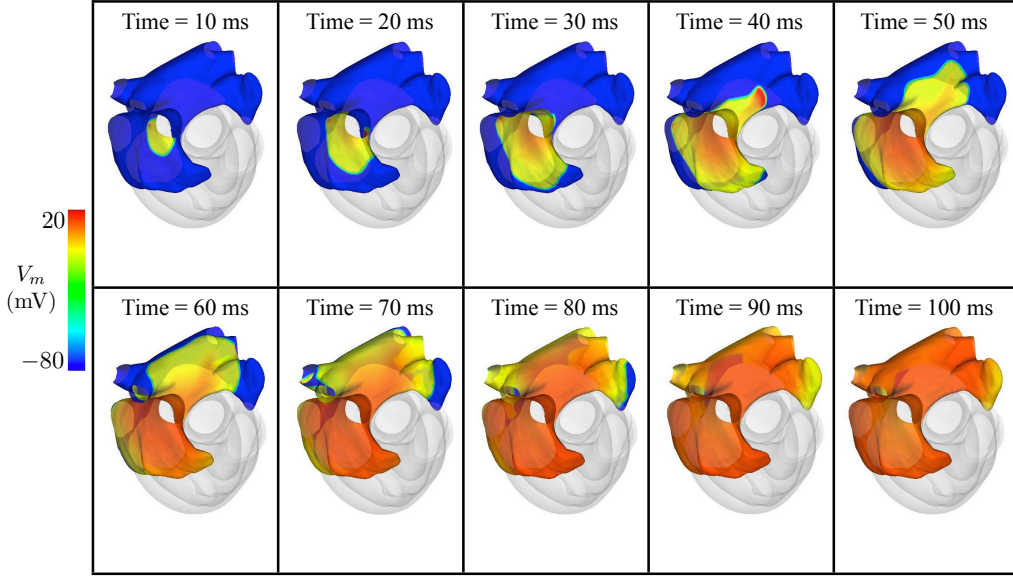 Time = 10 ms
Time = 20 ms
Time = 30 ms
Time = 40 ms
Time = 50 ms
20
V_m
(mV)
−80
Time = 60 ms
Time = 70 ms
Time = 80 ms
Time = 90 ms
Time = 100 ms